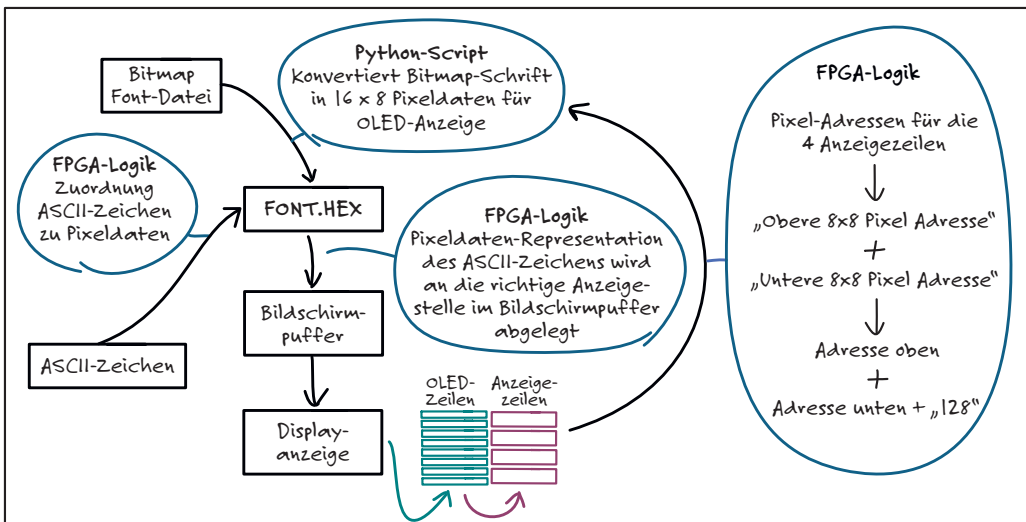 Bitmap
Font-Datei
Python-Script
Konvertiert Bitmap-Schrift
in 16 x 8 Pixeldaten für
OLED-Anzeige
FPGA-Logik
Zuordnung
ASCII-Zeichen
zu Pixeldaten
FONT.HEX
FPGA-Logik
Pixeldaten-Representation
des ASCII-Zeichens wird
an die richtige Anzeige-
stelle im Bildschirmpuffer
abgelegt
Bildschirm-
puffer
ASCII-Zeichen
Display-
anzeige
OLED-
Zeilen
Anzeige-
zeilen
FPGA-Logik
Pixel-Adressen für die
4 Anzeigezeilen
„Obere 8x8 Pixel Adresse“
+
„Untere 8x8 Pixel Adresse“
Adresse oben
+
Adresse unten + „128“